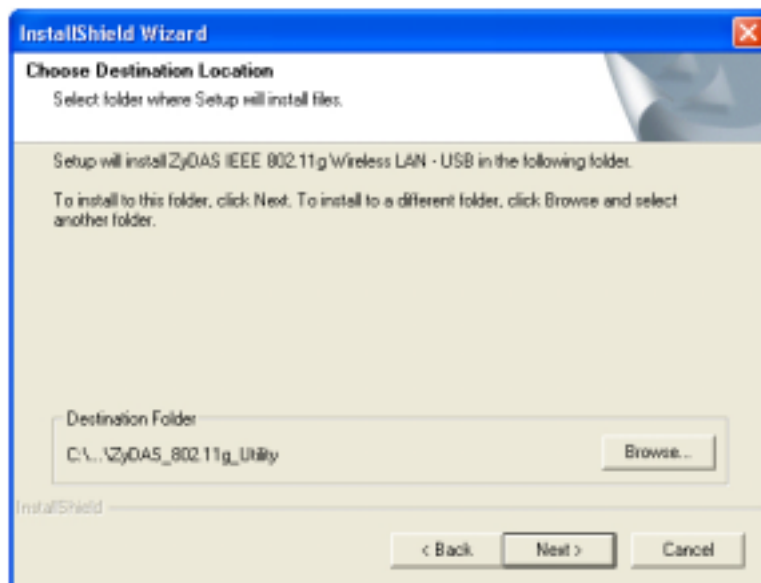 InstallShield Wizard
Choose Destination Location
Select folder where Setup will install files.
Setup will install ZyDAS IEEE 802.11g Wireless LAN - USB in the following folder.
To install to this folder, click Next. To install to a different folder, click Browse and select
another folder.
Destination Folder
C:\...\ZyDAS_802.11g_Utility
Browse...
InstallShield
< Back
Next >
Cancel